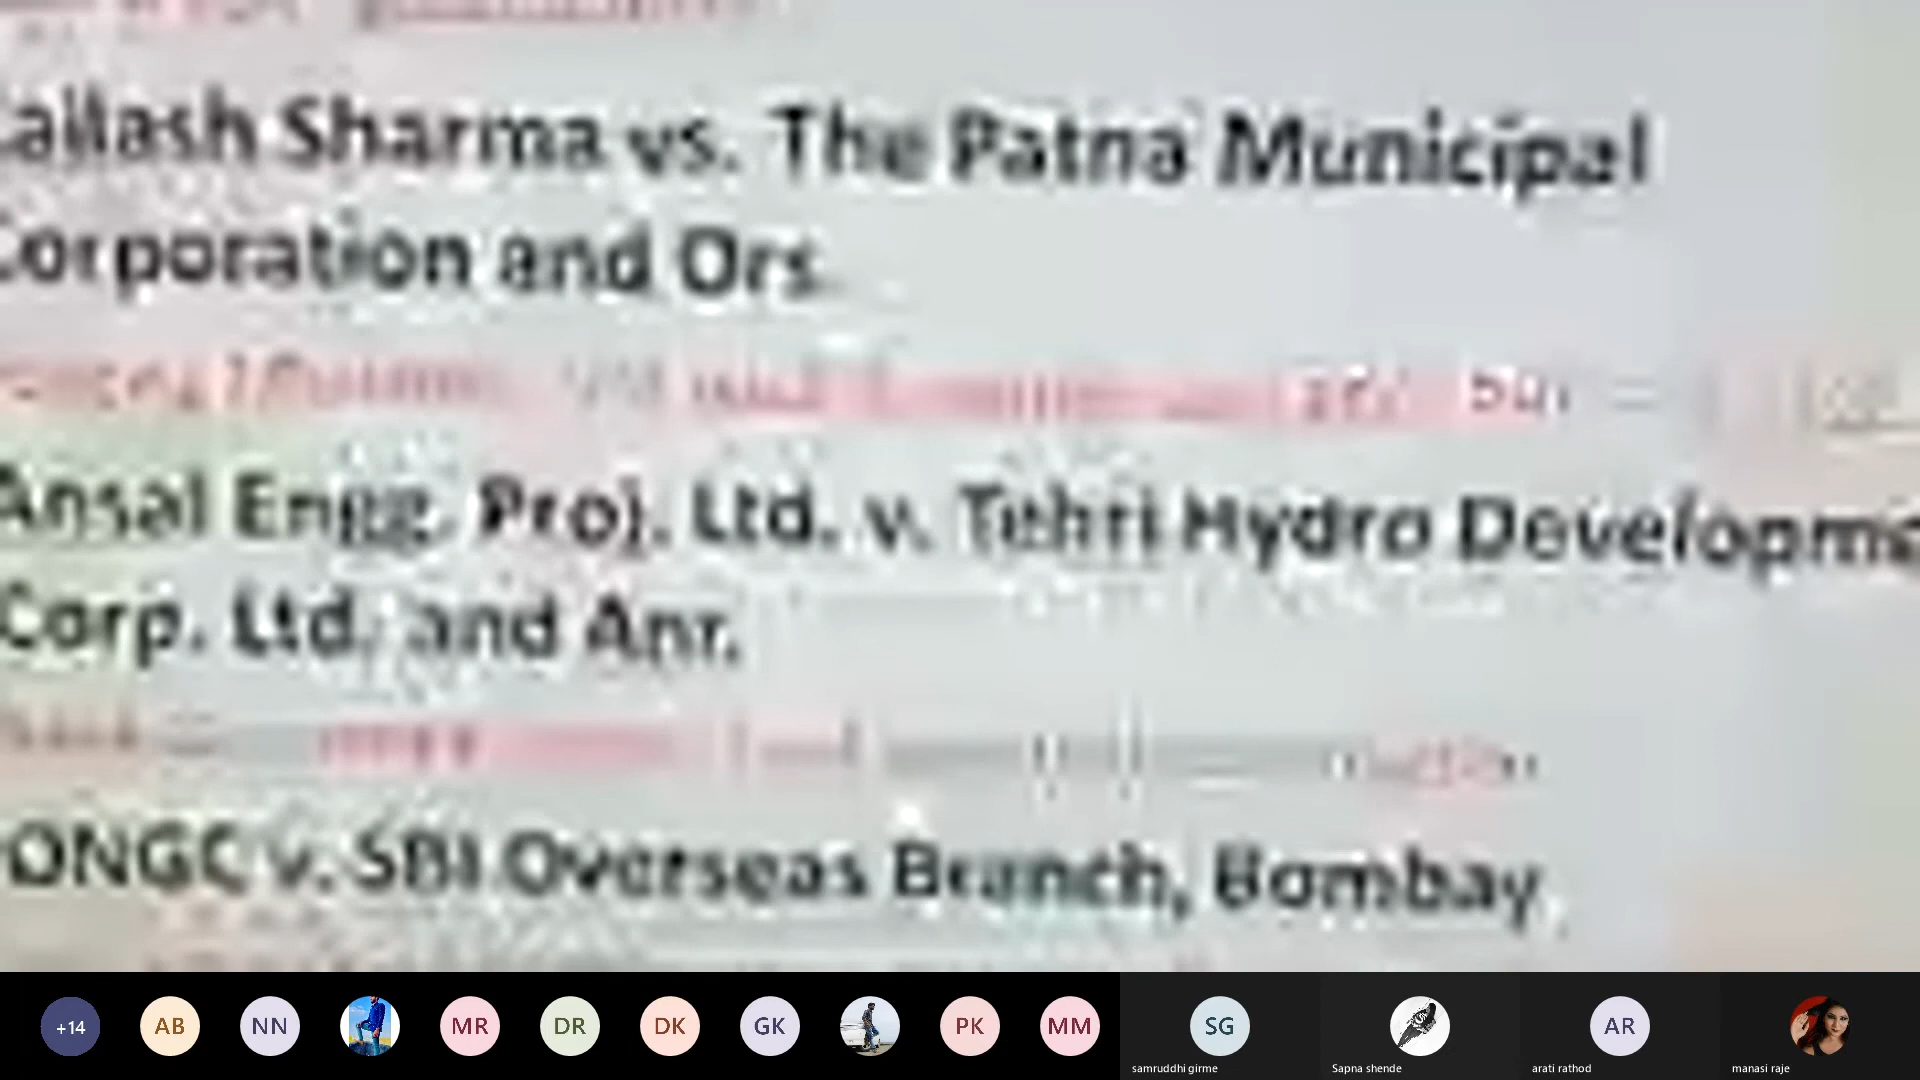 ailash Sharma vs. The Patna Municipal
Corporation and Ors.
Ansal Engg. Proj. Ltd. v. Tehri Hydro Developme
Corp. Ltd. and Anr.
ONGC v. SBI Overseas Branch, Bombay
+14 AB NN MR DR DK GK PK MM SG AR
samruddhi girme Sapna shende arati rathod manasi raje